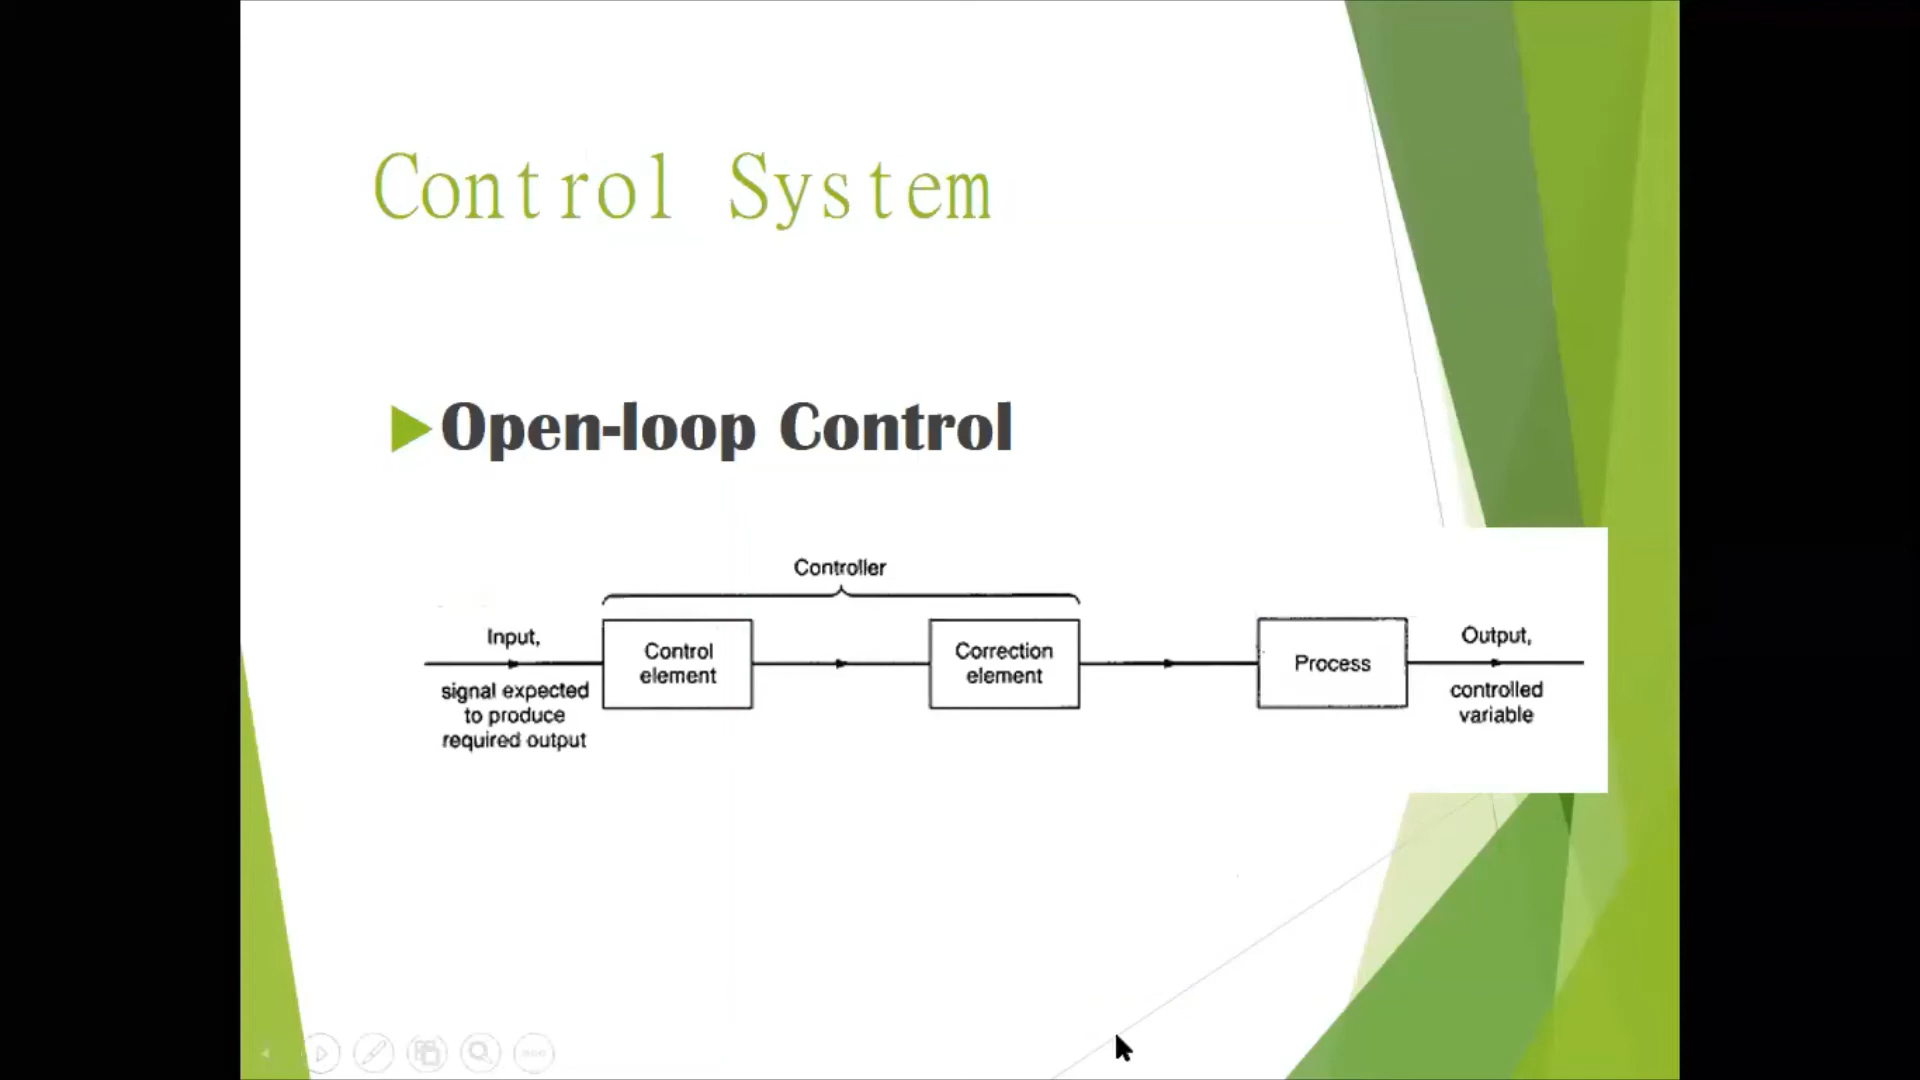 Control System
Open-loop Control
Controller
Input,
signal expected
to produce
required output
Control
element
Correction
element
Process
Output,
controlled
variable